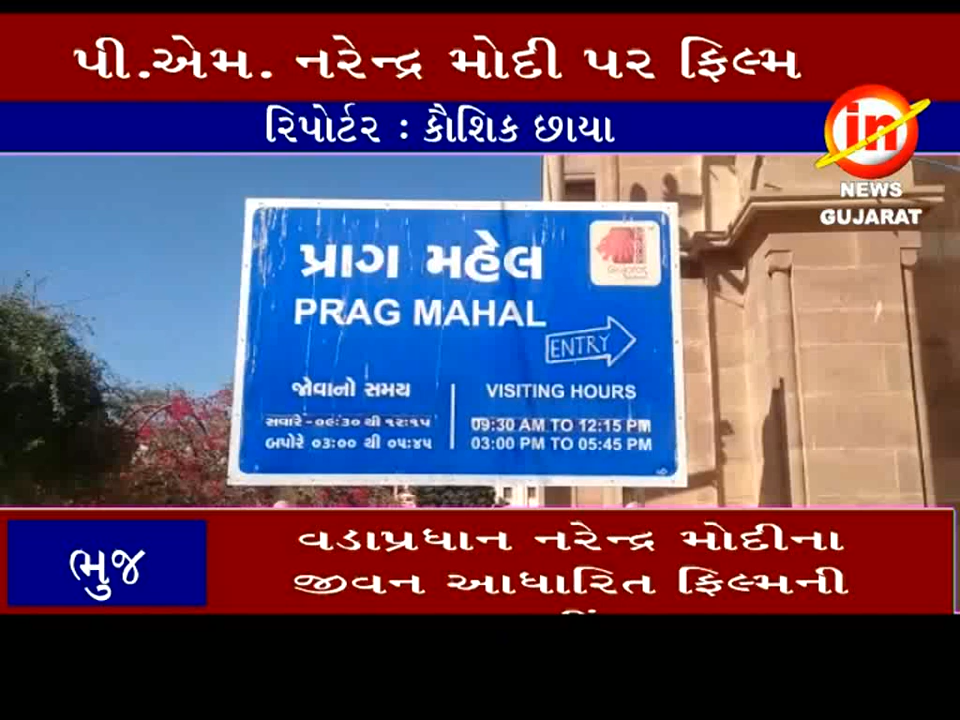 પી.એમ. નરેન્દ્ર મોદી પર ફિલ્મ
રિપોર્ટર : કૌશિક છાયા
in
NEWS
GUJARAT
પ્રાગ મહેલ
PRAG MAHAL
ENTRY
જોવાનો સમય
સવારે - ૦૯:૩૦ થી ૧૨:૧૫
બપોરે ૦૩:૦૦ થી ૦૫:૪૫
VISITING HOURS
09:30 AM TO 12:15 PM
03:00 PM TO 05:45 PM
ભુજ
વડાપ્રધાન નરેન્દ્ર મોદીના
જીવન આધારિત ફિલ્મની